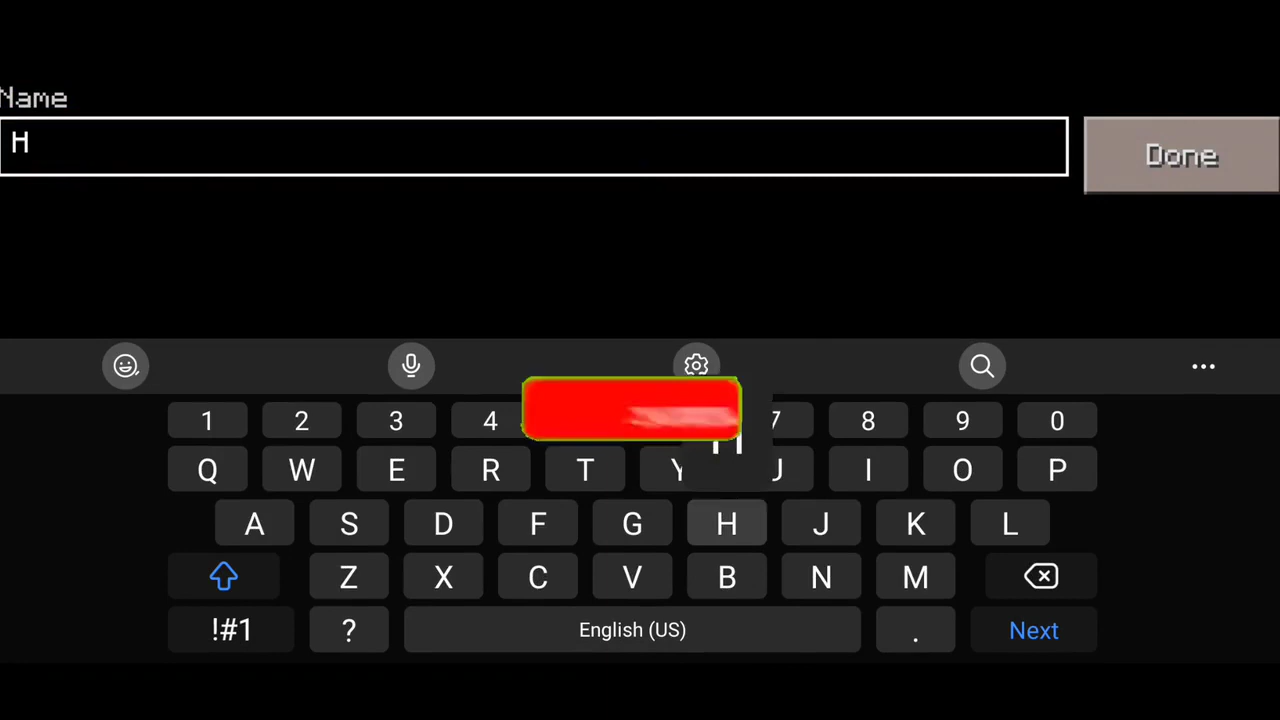 Name
H
Done
1 2 3 4 7 8 9 0
Q W E R T Y U I O P
A S D F G H J K L
Z X C V B N M
!#1 ? English (US) . Next